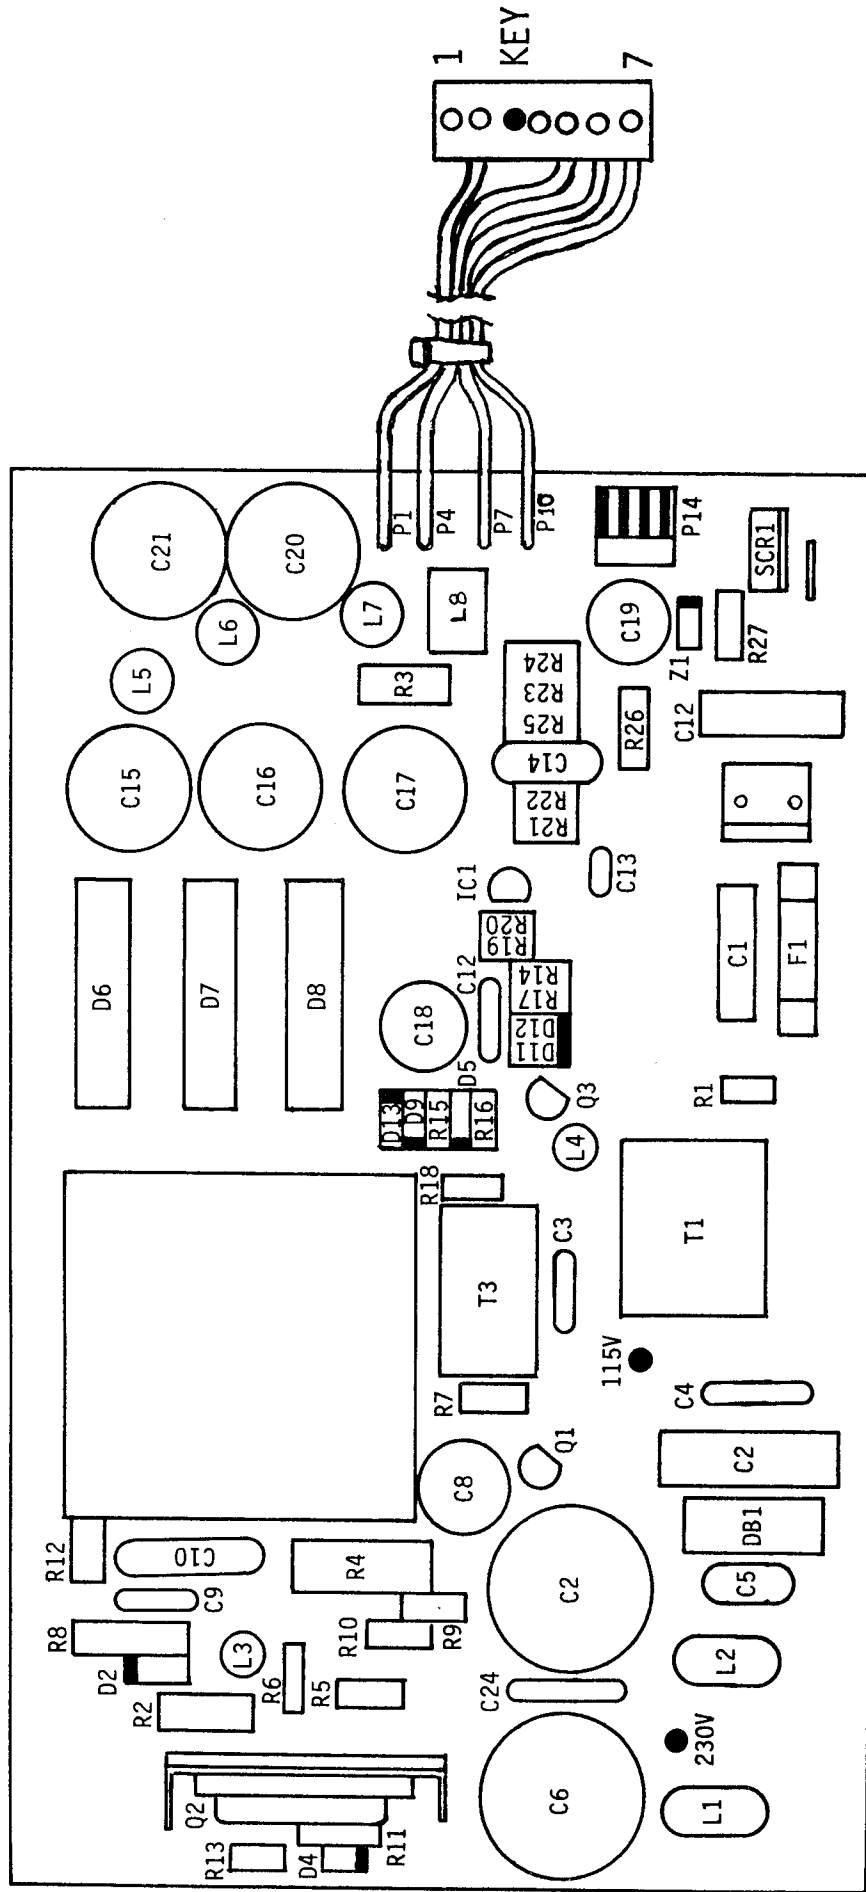 1
KEY
7
C21
C20
L6
L7
L5
L8
P1
P4
P7
P10
P14
SCR1
C19
Z1
R27
R3
R24
R23
R25
C14
R22
R21
R26
C12
C15
C16
C17
C13
IC1
R20
R19
C12
R14
R17
D12
D11
C18
D5
D6
D7
D8
C1
F1
D13
D9
R15
R16
Q3
L4
R1
R18
T3
C3
T1
115V
R7
C4
C8
Q1
C2
DB1
R12
C10
C9
R4
C2
C5
R8
D2
L3
R10
R9
R6
R5
R2
C24
L2
230V
Q2
C6
L1
R13
D4
R11